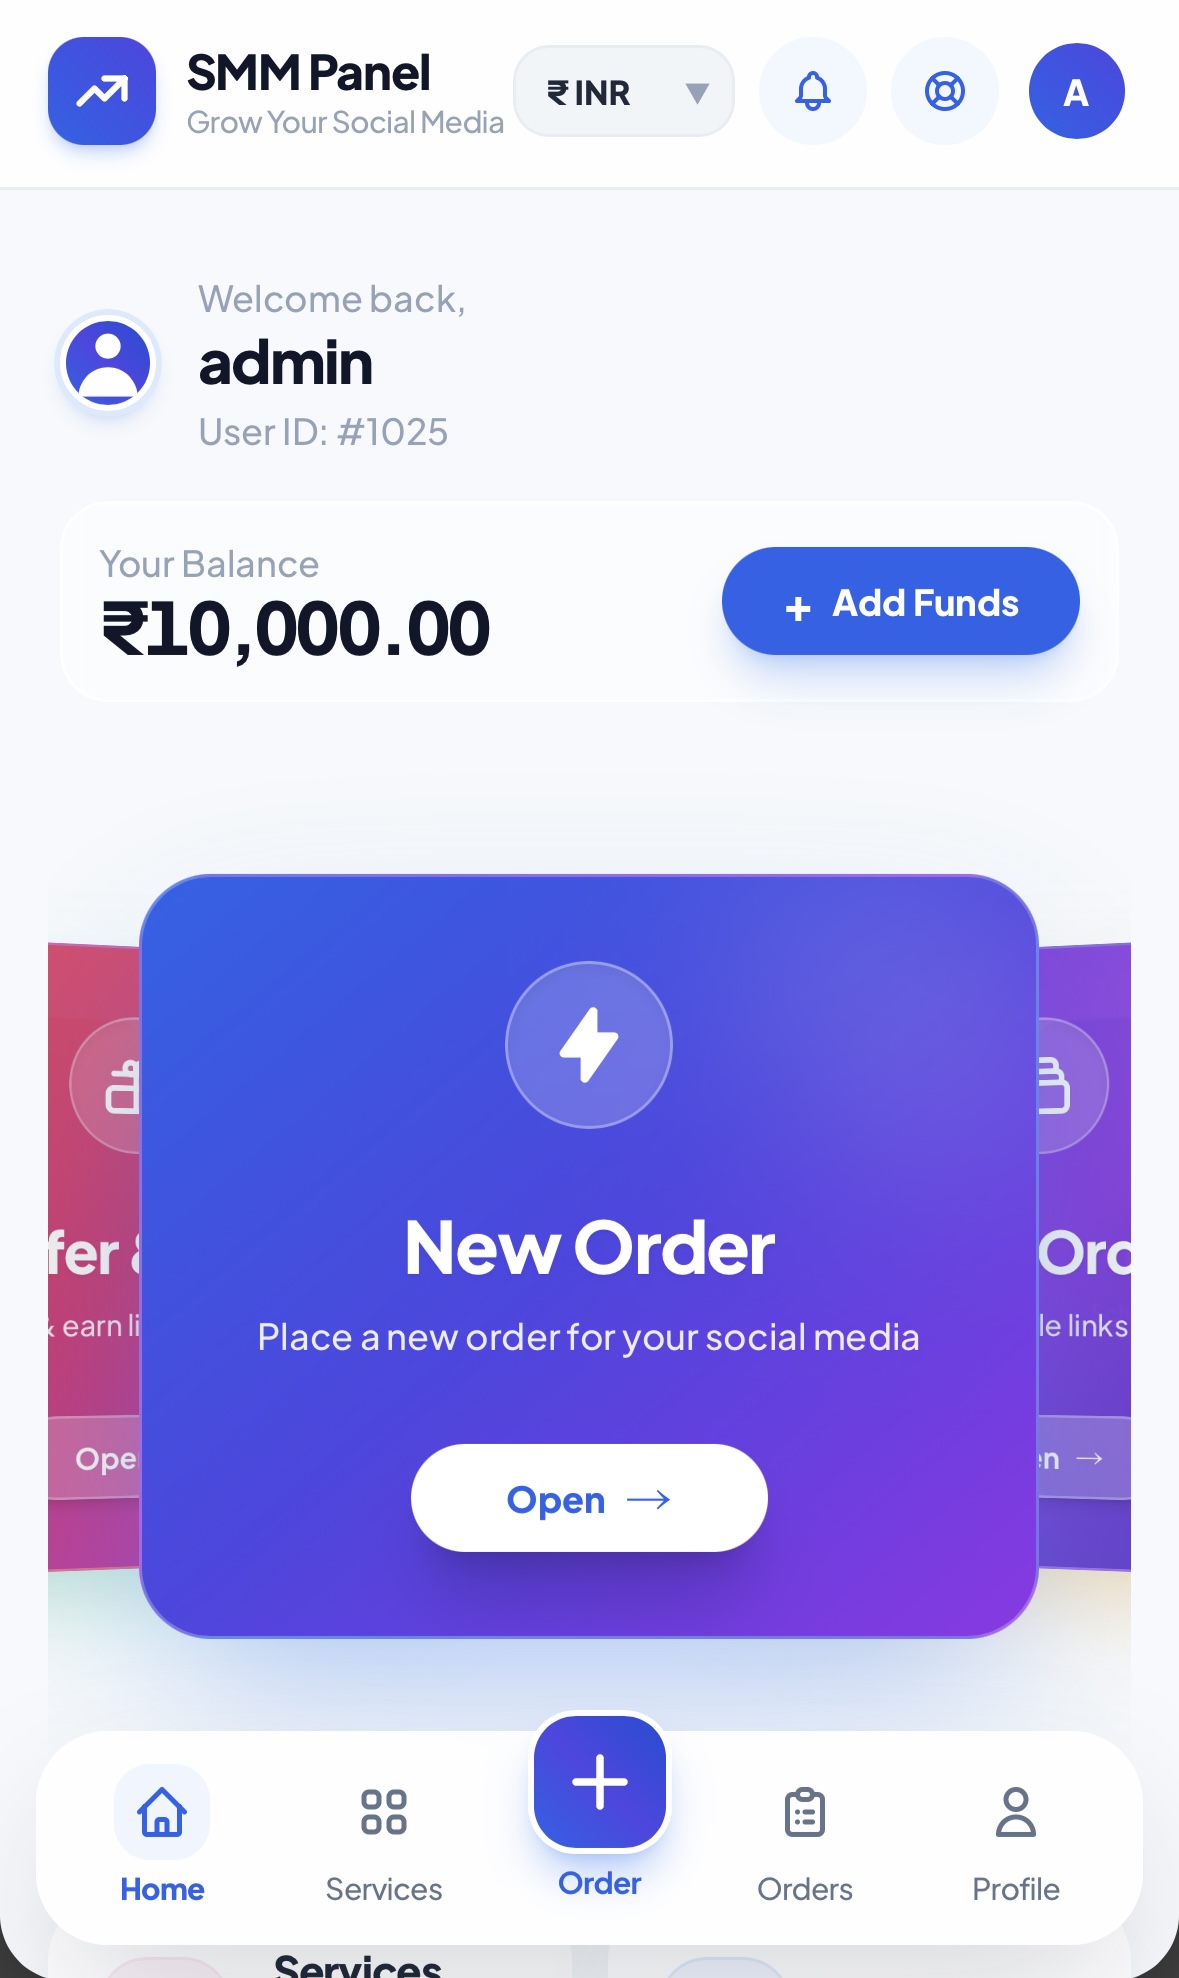 SMM Panel
Grow Your Social Media
₹ INR
A
Welcome back,
admin
User ID: #1025
Your Balance
₹10,000.00
+ Add Funds
New Order
Place a new order for your social media
Open →
& earn
Home
Services
Order
Orders
Profile
Services